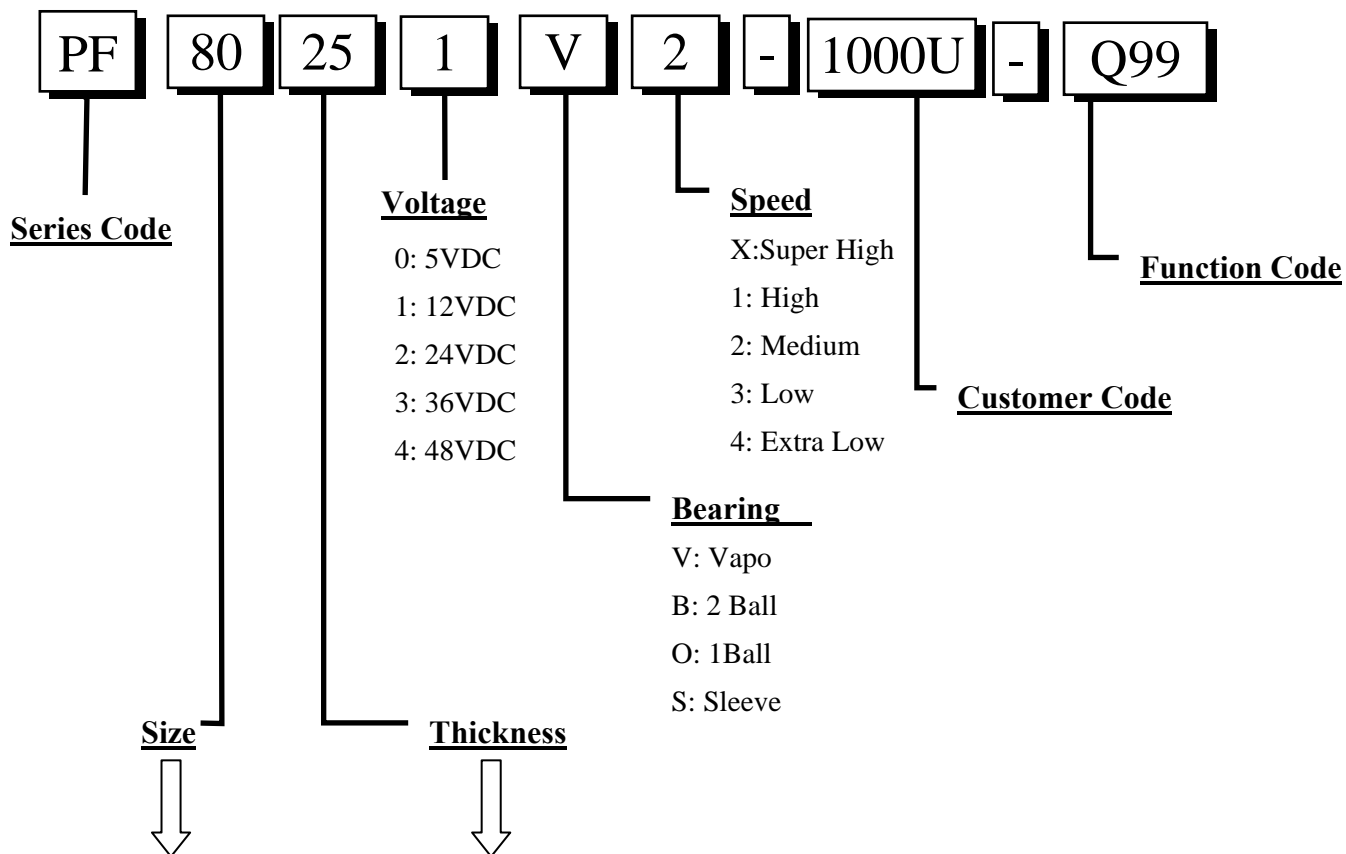 PF 80 25 1 V 2 - 1000U - Q99
Series Code
Voltage
0: 5VDC
1: 12VDC
2: 24VDC
3: 36VDC
4: 48VDC
Speed
X:Super High
1: High
2: Medium
3: Low
4: Extra Low
Function Code
Customer Code
Bearing
V: Vapo
B: 2 Ball
O: 1Ball
S: Sleeve
Size
Thickness